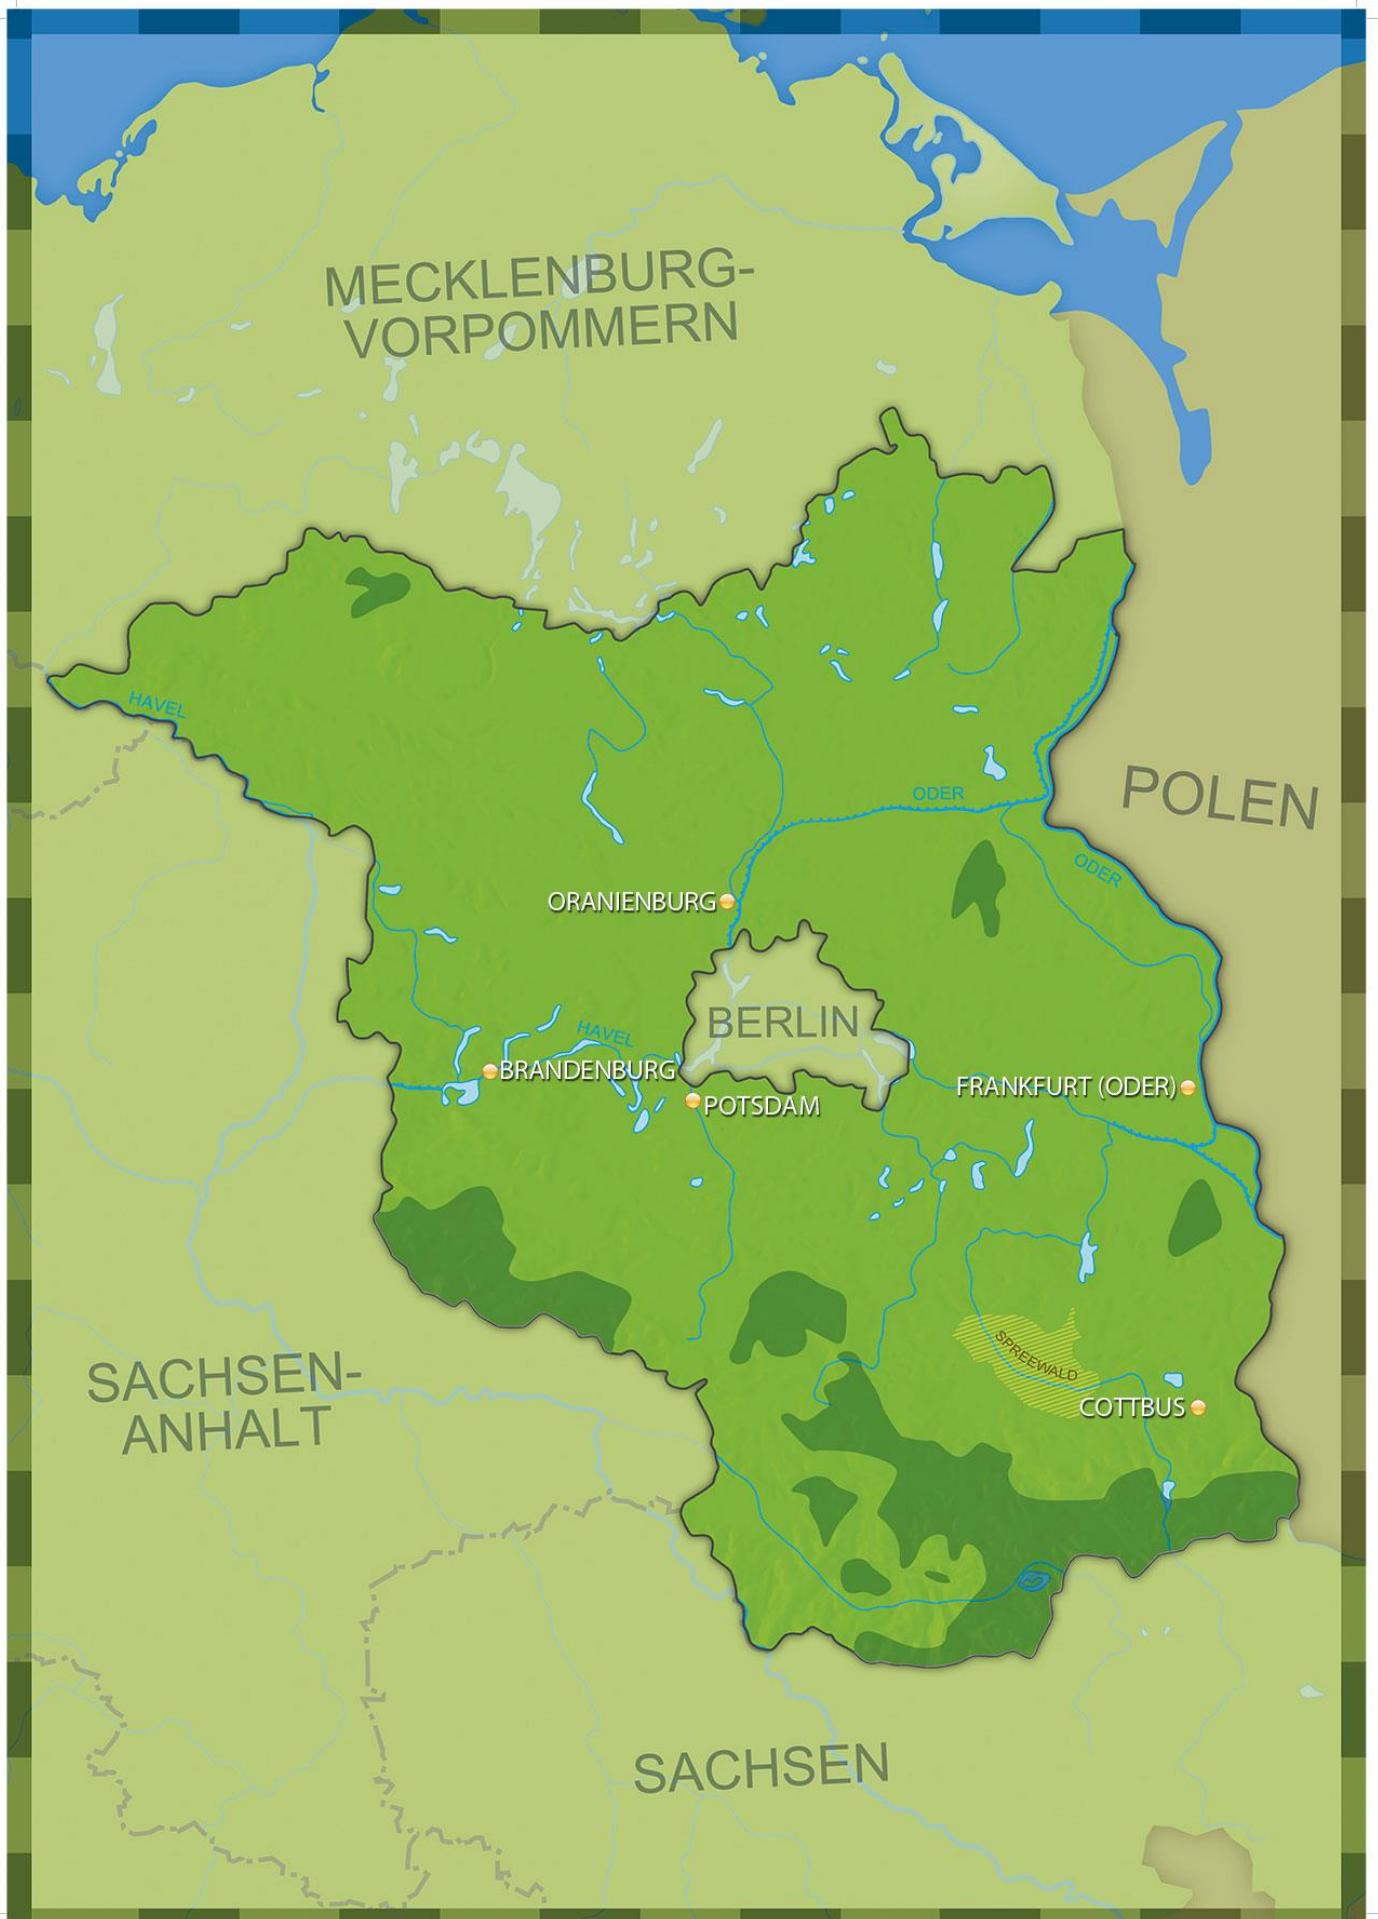 MECKLENBURG-
VORPOMMERN
HAVEL
POLEN
ODER
ODER
ORANIENBURG
BERLIN
HAVEL
BRANDENBURG
FRANKFURT (ODER)
POTSDAM
SPREEWALD
SACHSEN-
ANHALT
COTTBUS
SACHSEN